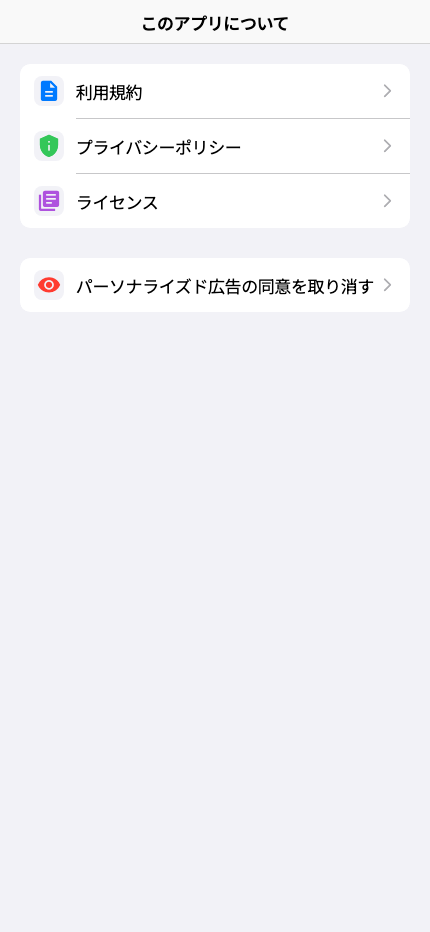 このアプリについて
利用規約
プライバシーポリシー
ライセンス
パーソナライズド広告の同意を取り消す